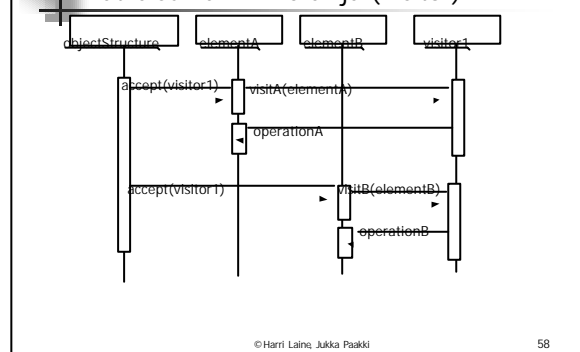 objectStructure elementA elementB visitor1
accept(visitor1) visitA(elementA)
operationA
accept(visitor1) visitB(elementB)
operationB
© Harri Laine, Jukka Paakki 58